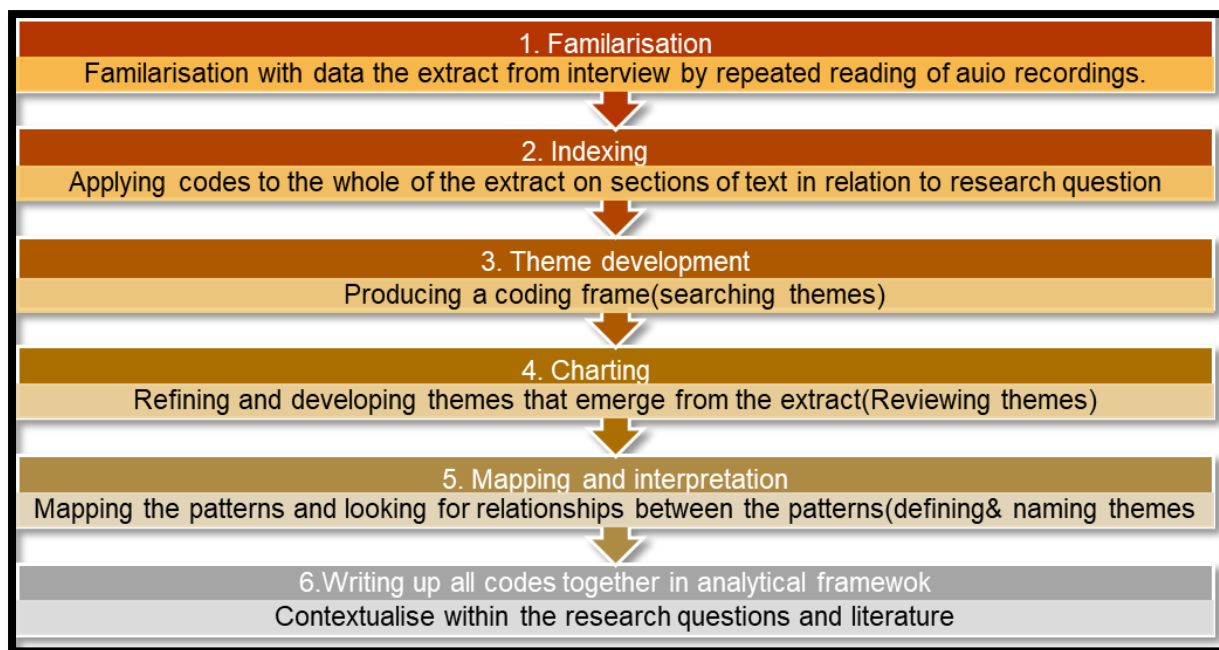 1. Familarisation
Familarisation with data the extract from interview by repeated reading of auio recordings.
2. Indexing
Applying codes to the whole of the extract on sections of text in relation to research question
3. Theme development
Producing a coding frame(searching themes)
4. Charting
Refining and developing themes that emerge from the extract(Reviewing themes)
5. Mapping and interpretation
Mapping the patterns and looking for relationships between the patterns(defining& naming themes
6.Writing up all codes together in analytical framewok
Contextualise within the research questions and literature